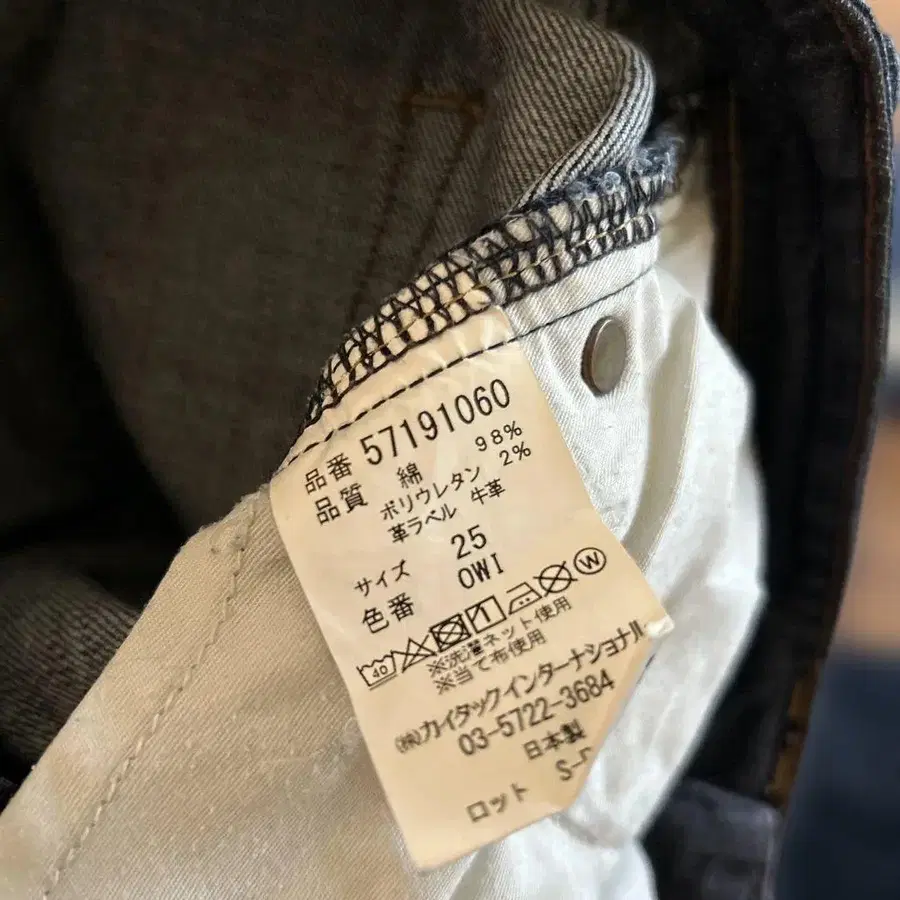 品番 57191060
品質 綿 98%
ポリウレタン 2%
革ラベル 牛革
サイズ 25
色番 OWI
40 W
※洗濯ネット使用
※当て布使用
㈱カイタックインターナショナル
03-5722-3684
日本製
ロット S-